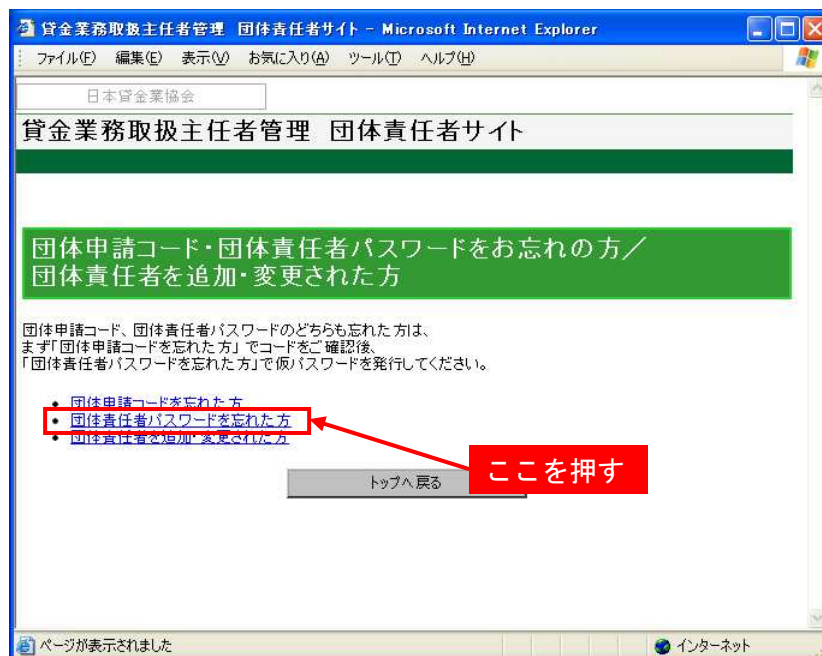 貸金業務取扱主任者管理 団体責任者サイト - Microsoft Internet Explorer
ファイル(F) 編集(E) 表示(V) お気に入り(A) ツール(T) ヘルプ(H)
日本貸金業協会
貸金業務取扱主任者管理 団体責任者サイト
団体申請コード・団体責任者パスワードをお忘れの方／
団体責任者を追加・変更された方
団体申請コード、団体責任者パスワードのどちらも忘れた方は、
まず「団体申請コードを忘れた方」でコードをご確認後、
「団体責任者パスワードを忘れた方」で仮パスワードを発行してください。
• 団体申請コードを忘れた方
• 団体責任者パスワードを忘れた方
• 団体責任者を追加・変更された方
ここを押す
トップへ戻る
ページが表示されました インターネット